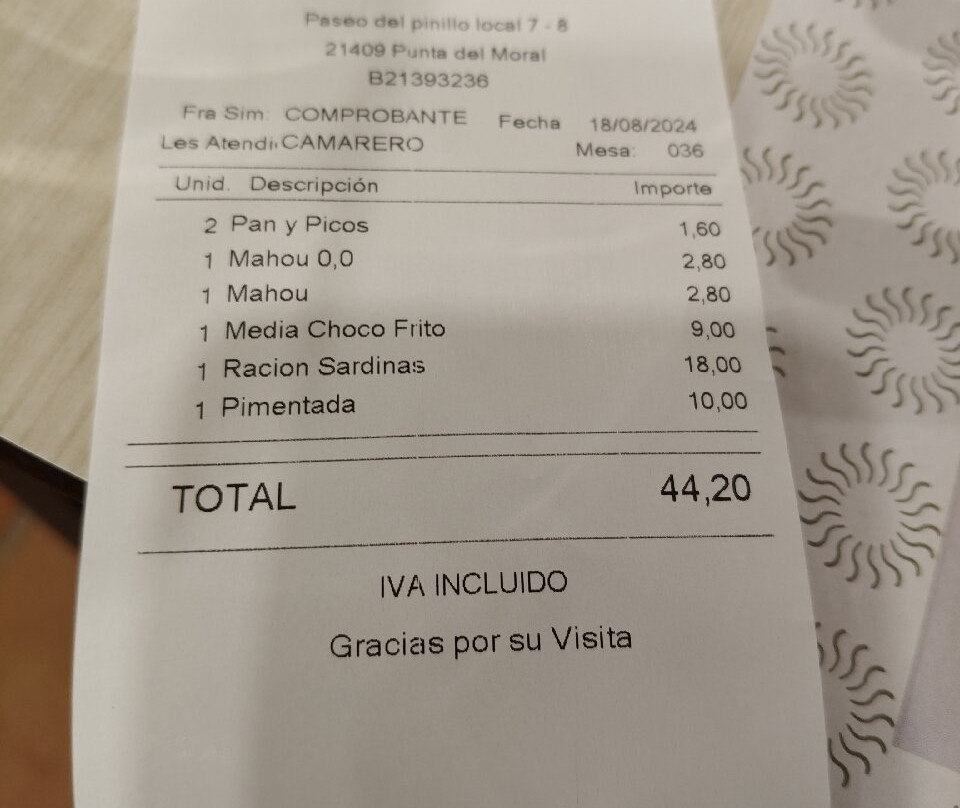 Paseo del pinillo local 7 - 8
21409 Punta del Moral
B21393236
Fra Sim: COMPROBANTE Fecha 18/08/2024
Les Atendi: CAMARERO Mesa: 036
Unid. Descripción Importe
2 Pan y Picos 1,60
1 Mahou 0,0 2,80
1 Mahou 2,80
1 Media Choco Frito 9,00
1 Racion Sardinas 18,00
1 Pimentada 10,00
TOTAL 44,20
IVA INCLUIDO
Gracias por su Visita